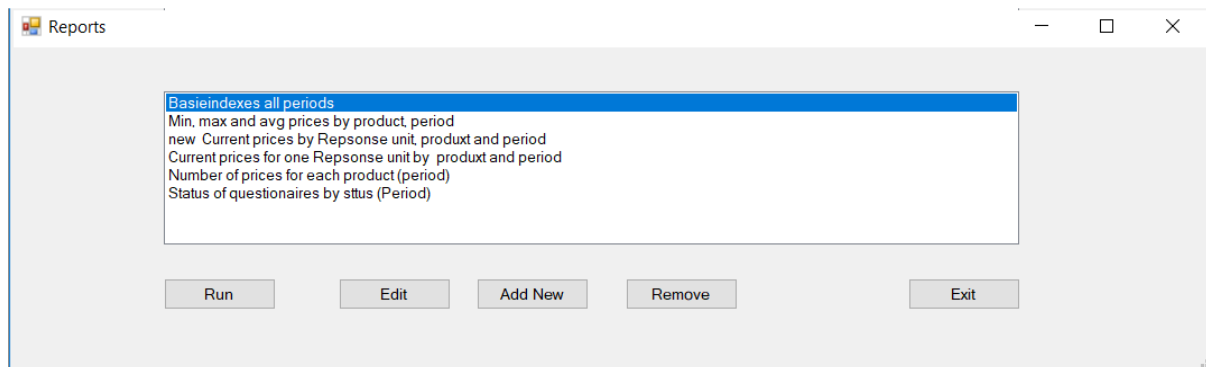 Reports
Basieindexes all periods
Min, max and avg prices by product, period
new  Current prices by Repsonse unit, produxt and period
Current prices for one Repsonse unit by  produxt and period
Number of prices for each product (period)
Status of questionaires by sttus (Period)
Run Edit Add New Remove Exit